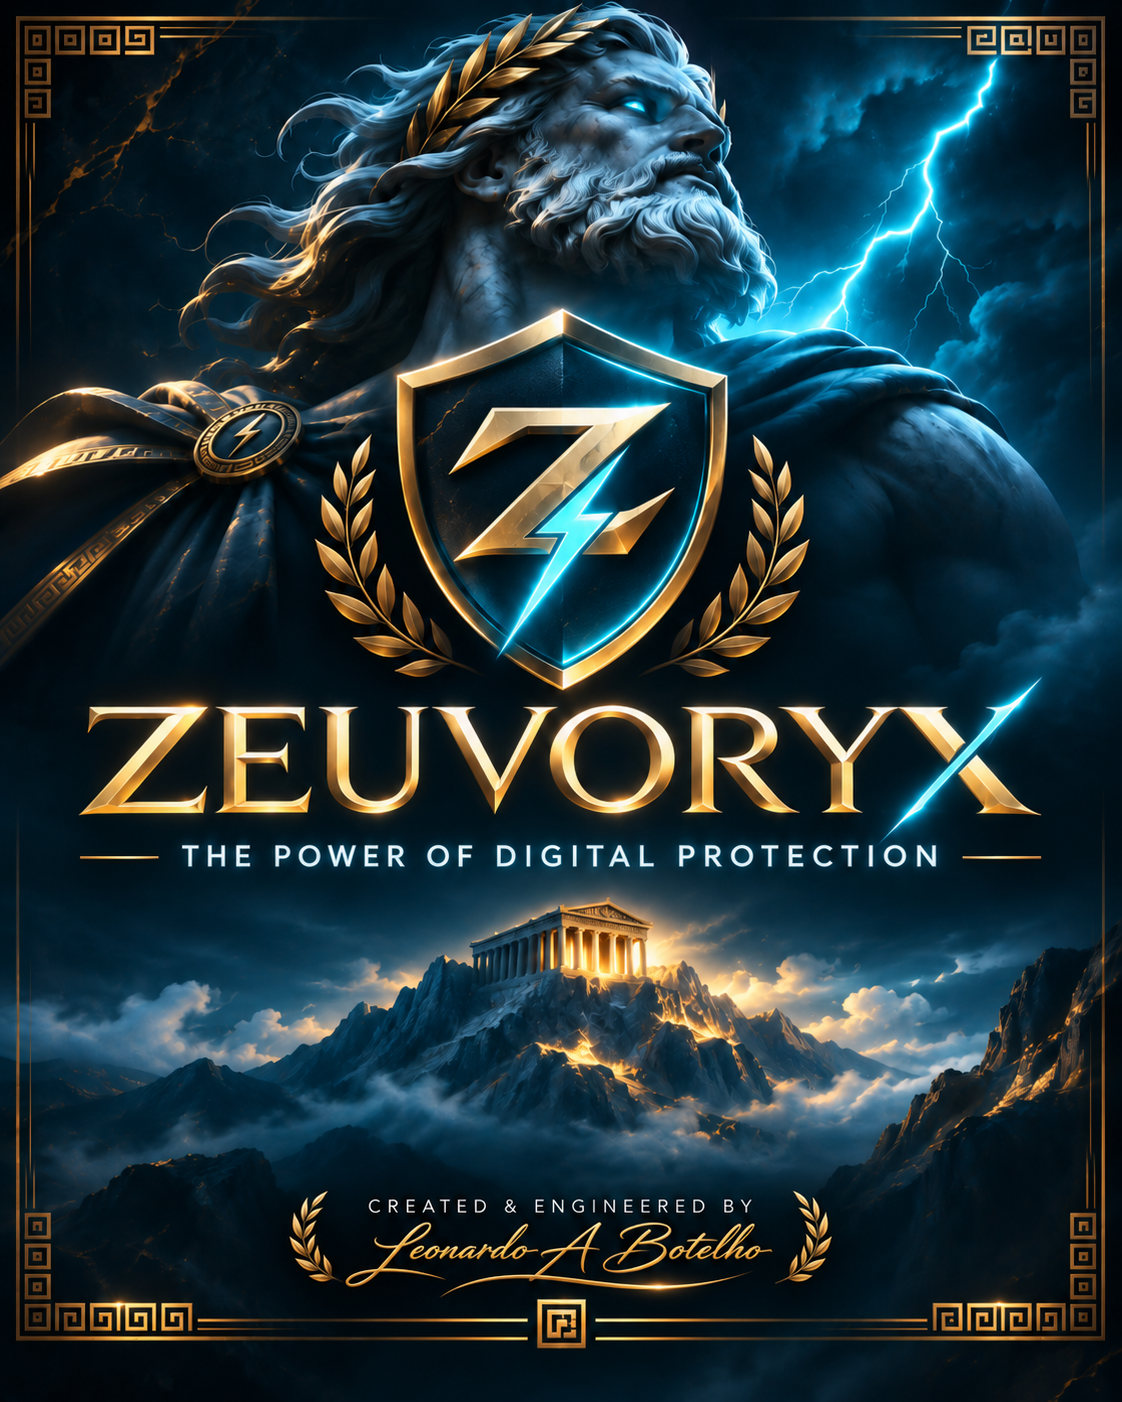 Z
ZEUVORYX
THE POWER OF DIGITAL PROTECTION
CREATED & ENGINEERED BY
Leonardo A Botelho